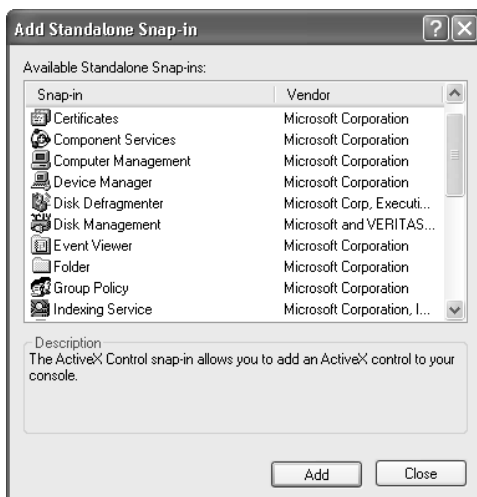 Add Standalone Snap-in
Available Standalone Snap-ins:
Snap-in Vendor
Certificates Microsoft Corporation
Component Services Microsoft Corporation
Computer Management Microsoft Corporation
Device Manager Microsoft Corporation
Disk Defragmenter Microsoft Corp, Executi...
Disk Management Microsoft and VERITAS...
Event Viewer Microsoft Corporation
Folder Microsoft Corporation
Group Policy Microsoft Corporation
Indexing Service Microsoft Corporation, I...
Description
The ActiveX Control snap-in allows you to add an ActiveX control to your
console.
Add Close